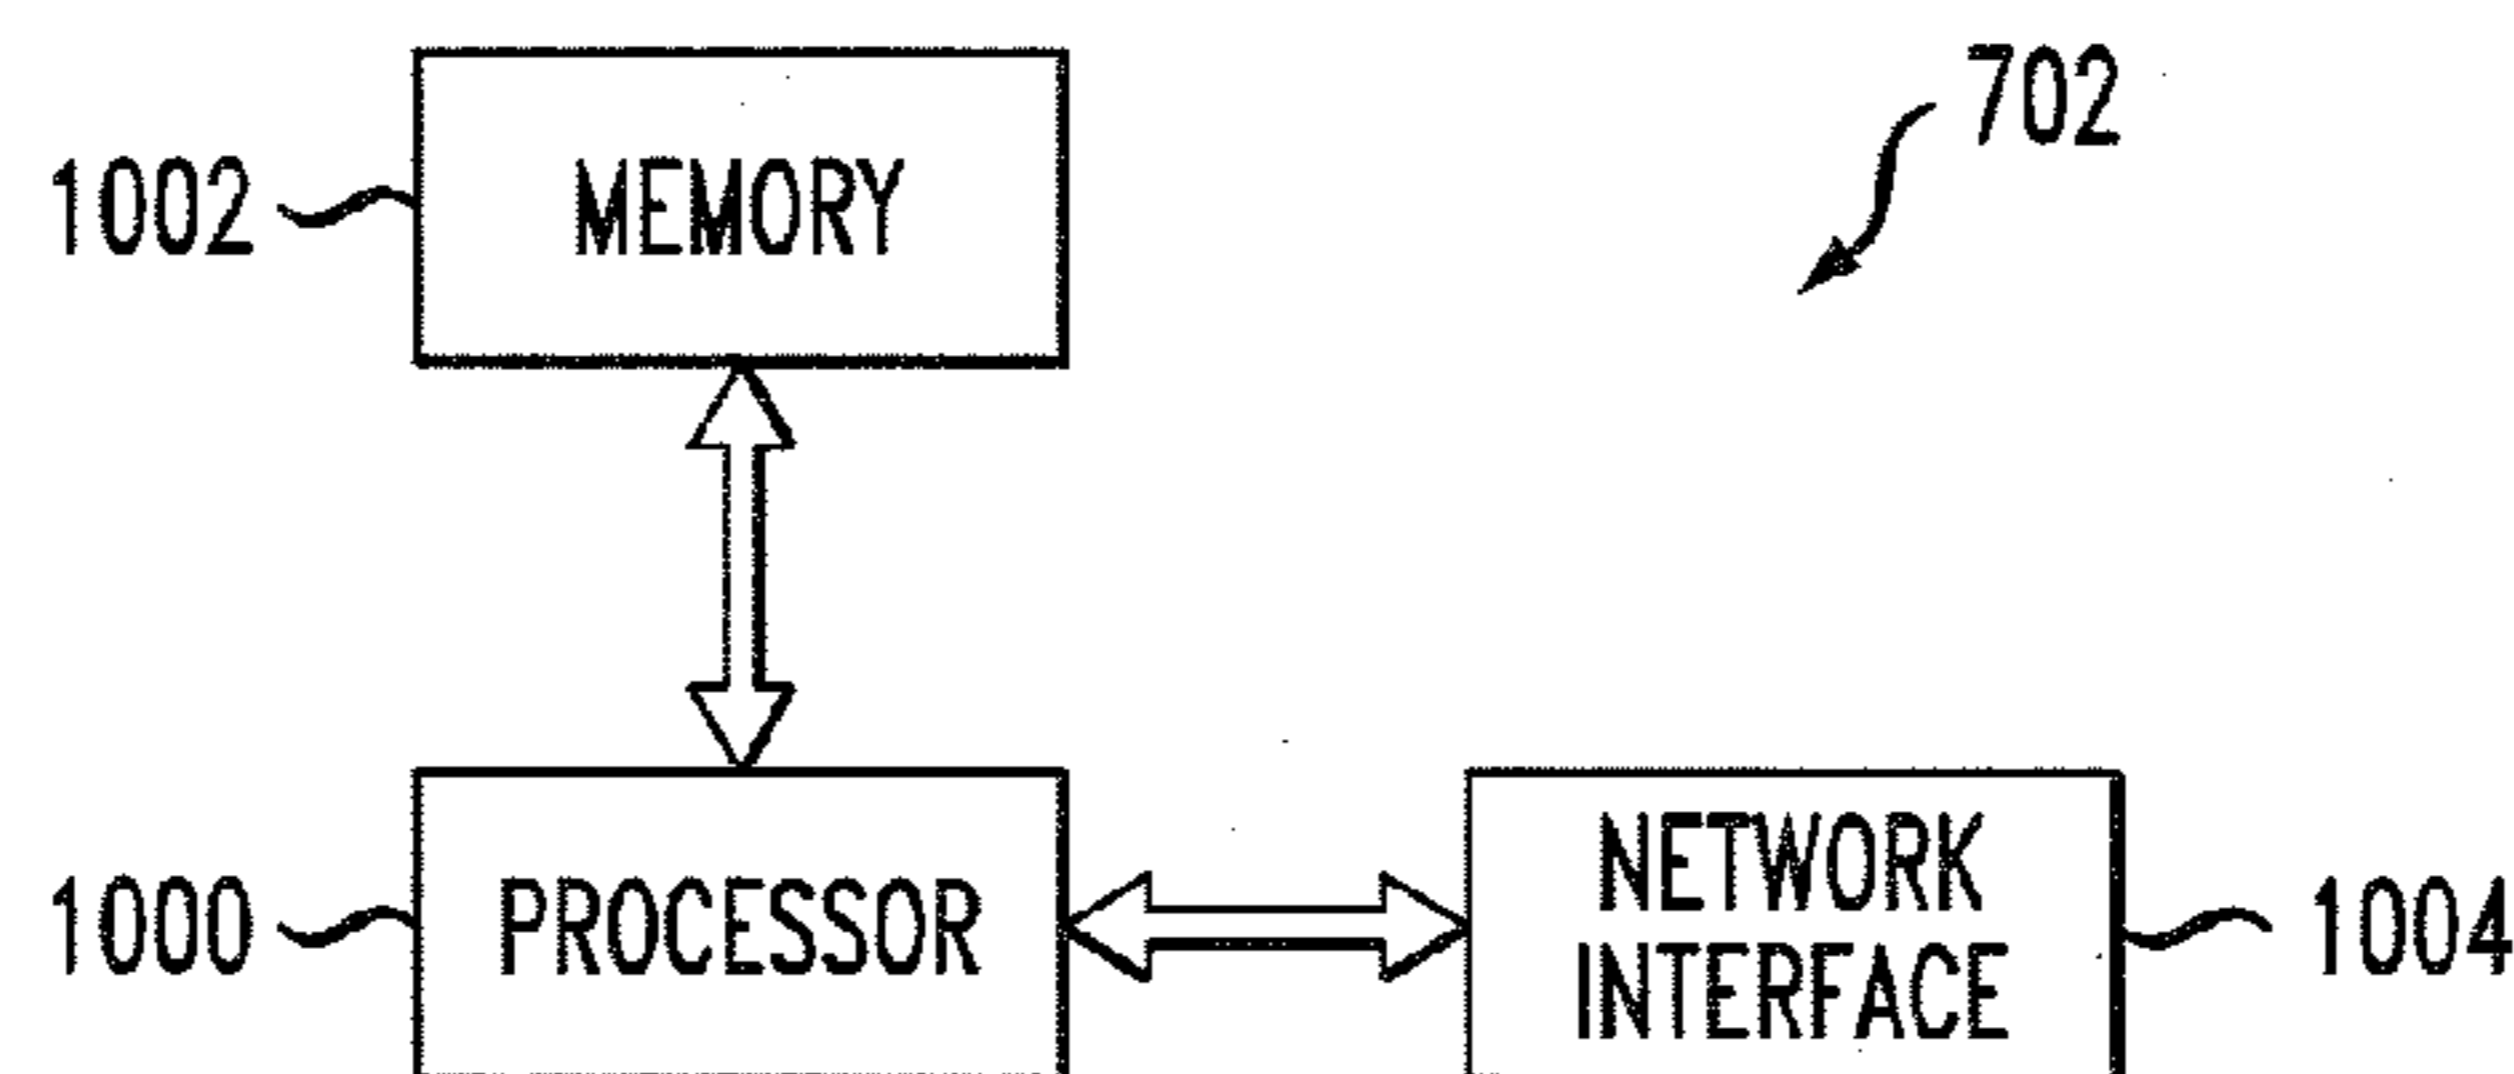 702
1002
MEMORY
1000
PROCESSOR
NETWORK
INTERFACE
1004